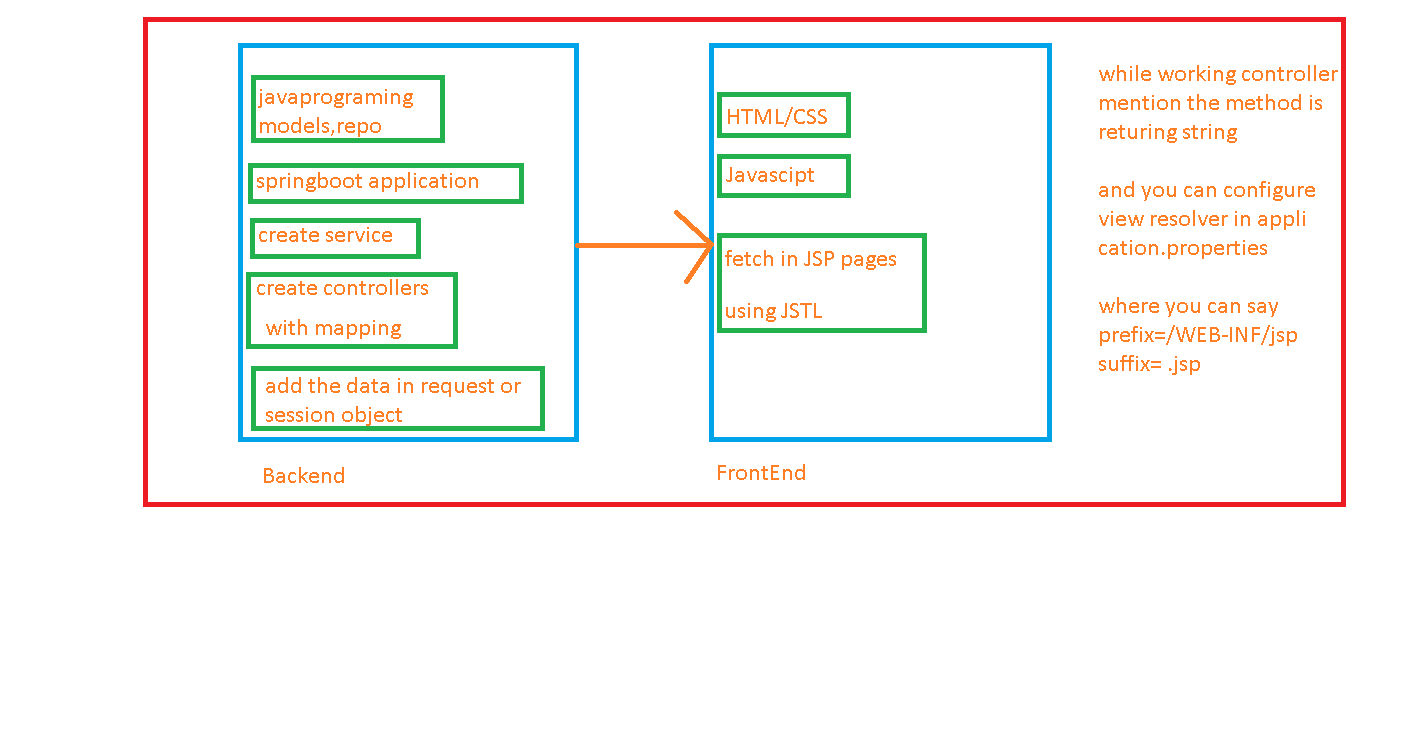 javaprograming
models,repo
springboot application
create service
create controllers
with mapping
add the data in request or
session object
Backend
HTML/CSS
Javascipt
fetch in JSP pages
using JSTL
FrontEnd
while working controller
mention the method is
returing string
and you can configure
view resolver in appli
cation.properties
where you can say
prefix=/WEB-INF/jsp
suffix= .jsp